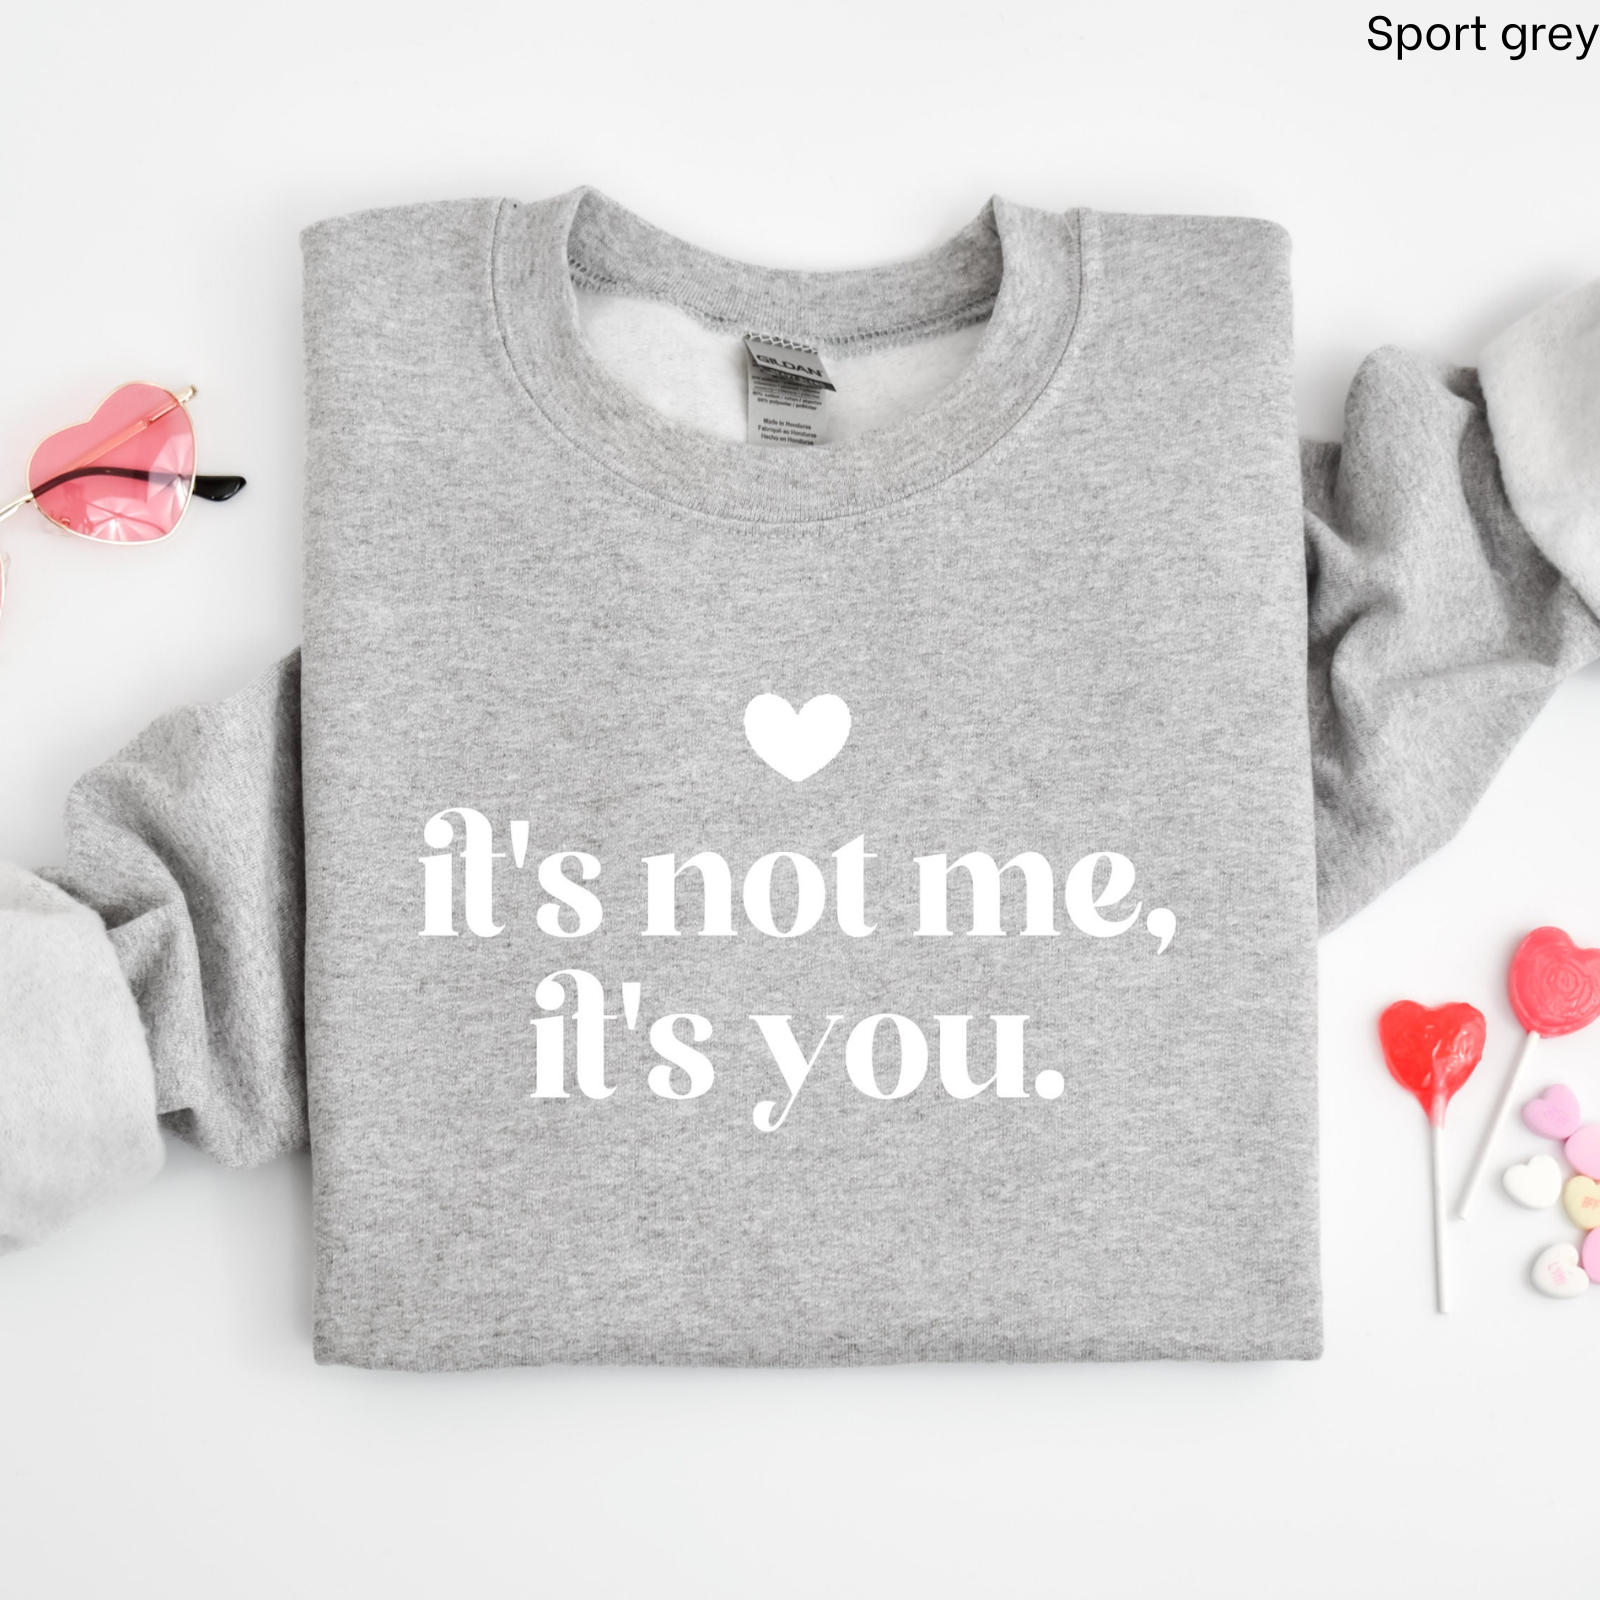 Sport grey
GILDAN
Made in Honduras
Fabriqué au Honduras
Hecho en Honduras
it's not me,
it's you.